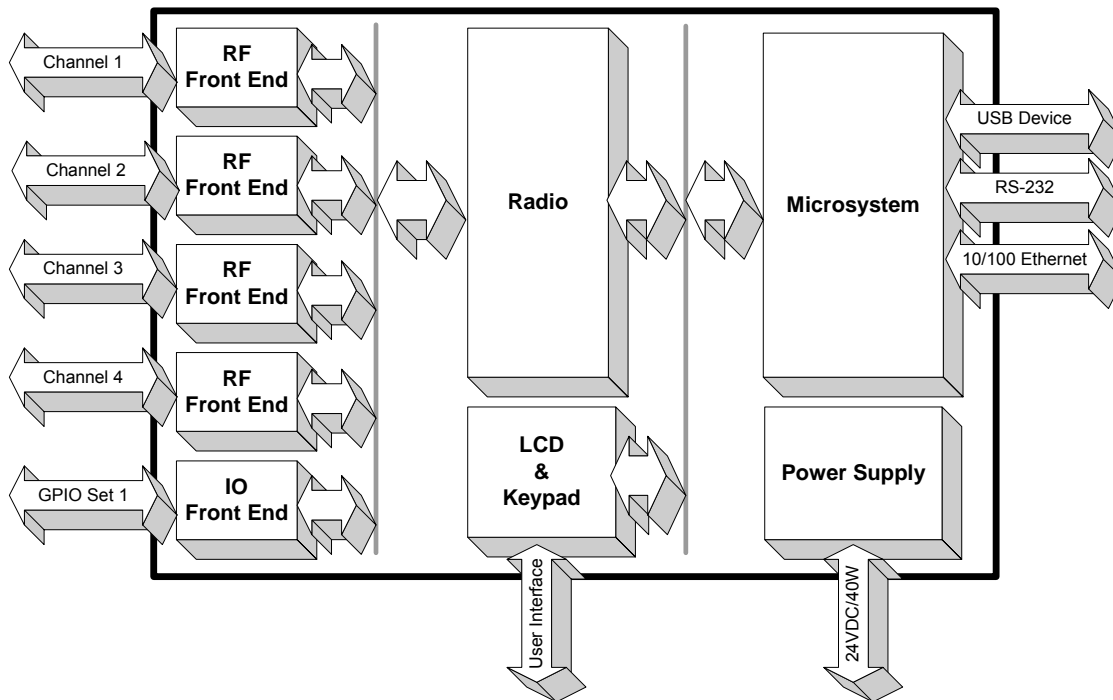 Channel 1
RF
Front End
Channel 2
RF
Front End
Channel 3
RF
Front End
Channel 4
RF
Front End
GPIO Set 1
IO
Front End
Radio
LCD
&
Keypad
User Interface
Microsystem
USB Device
RS-232
10/100 Ethernet
Power Supply
24VDC/40W